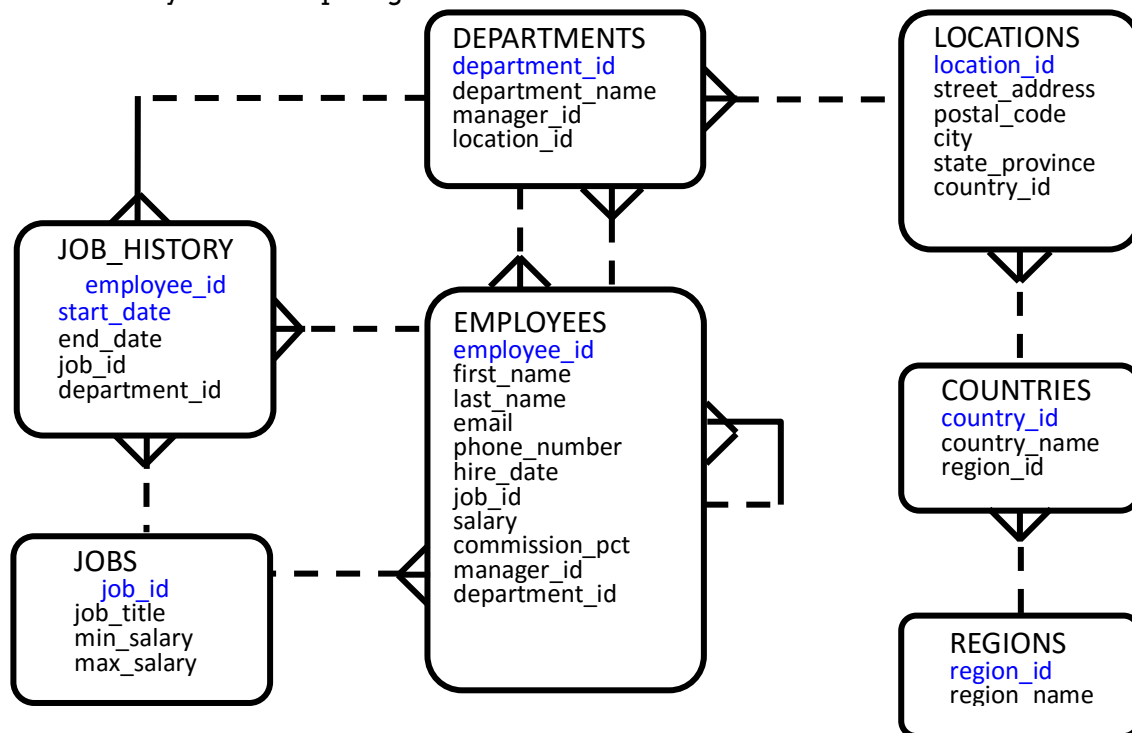 DEPARTMENTS
department_id
department_name
manager_id
location_id
LOCATIONS
location_id
street_address
postal_code
city
state_province
country_id
JOB_HISTORY
employee_id
start_date
end_date
job_id
department_id
EMPLOYEES
employee_id
first_name
last_name
email
phone_number
hire_date
job_id
salary
commission_pct
manager_id
department_id
COUNTRIES
country_id
country_name
region_id
JOBS
job_id
job_title
min_salary
max_salary
REGIONS
region_id
region_name